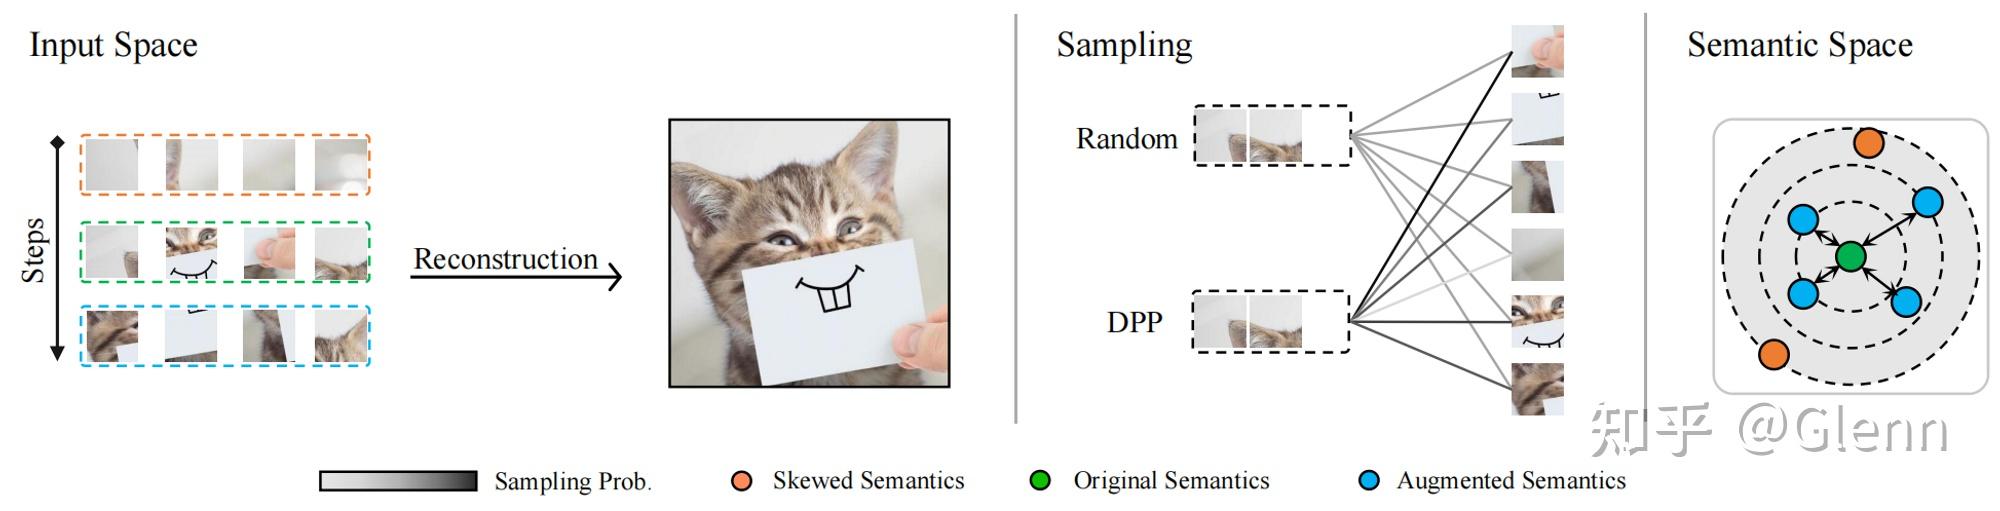 Input Space
Steps
Reconstruction
Sampling
Random
DPP
Semantic Space
Sampling Prob.
Skewed Semantics
Original Semantics
Augmented Semantics
知乎 @Glenn